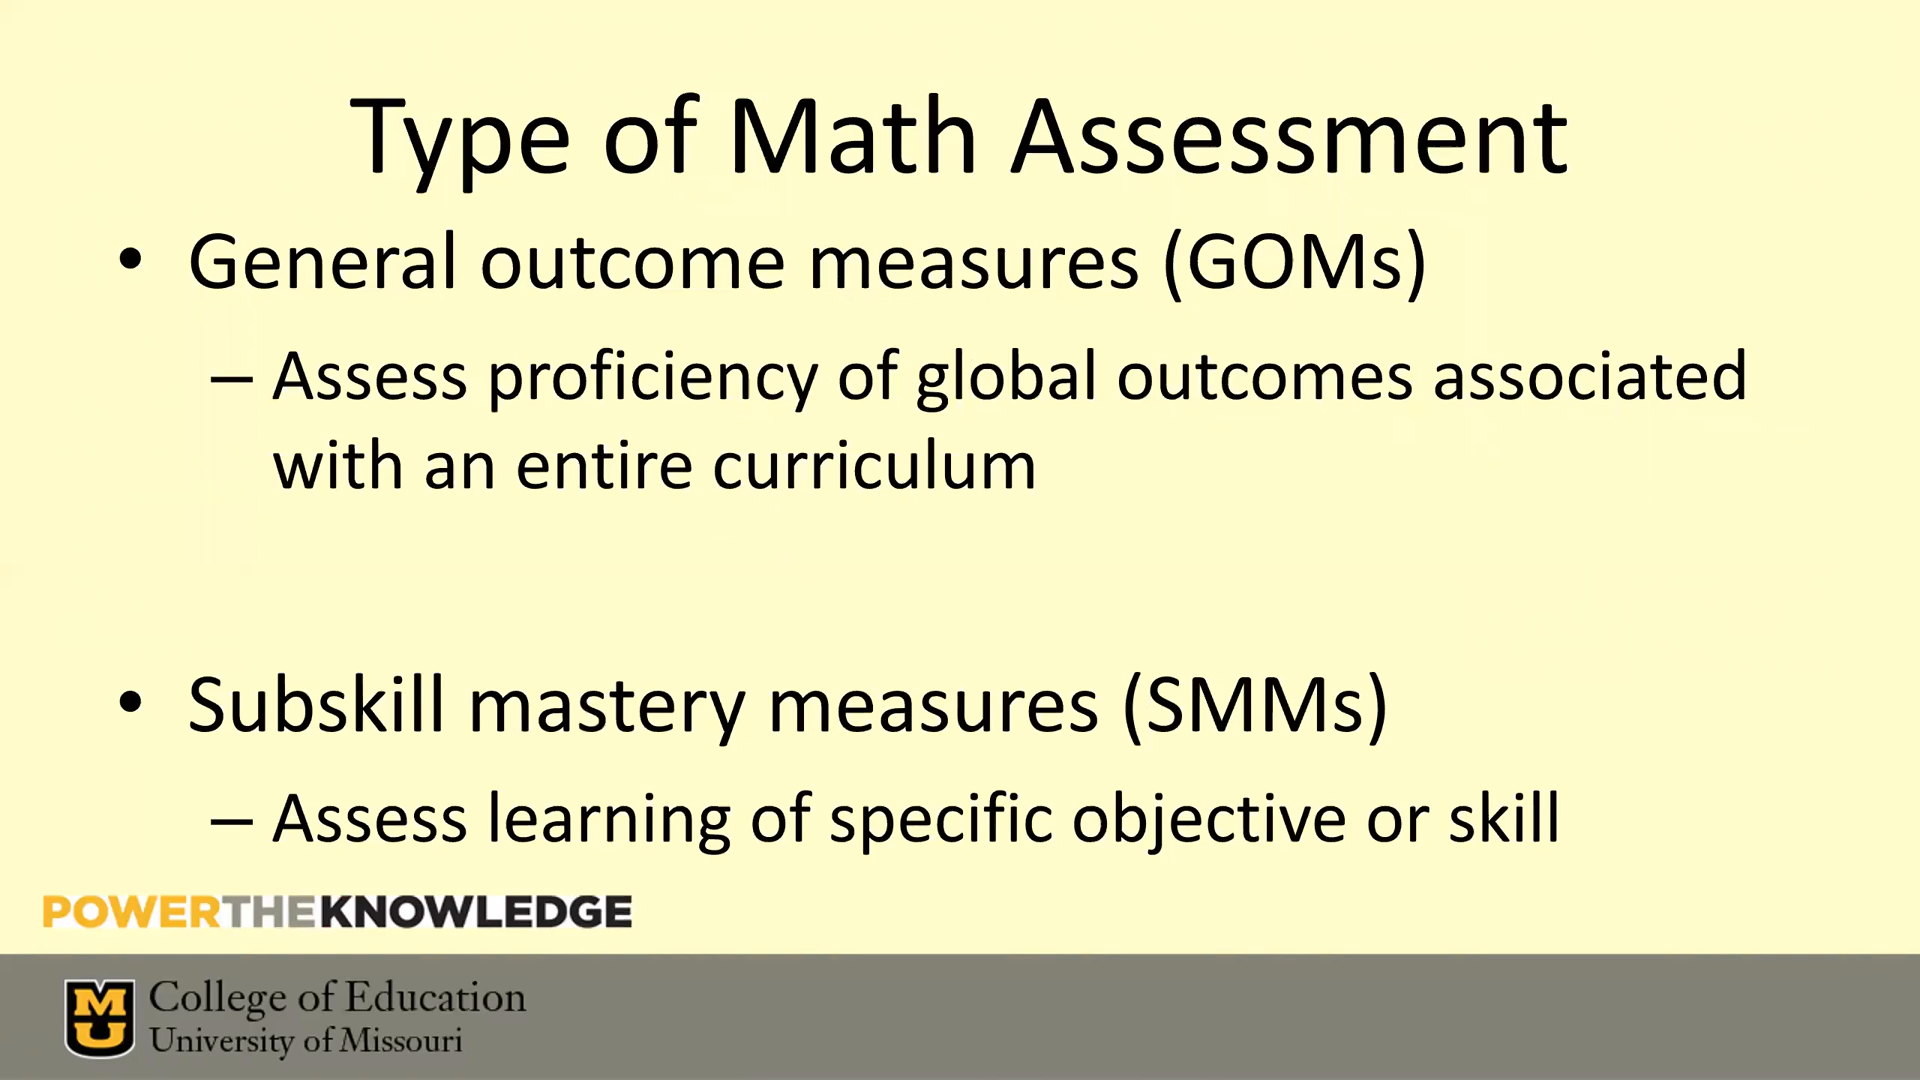 Type of Math Assessment
• General outcome measures (GOMs)
– Assess proficiency of global outcomes associated
with an entire curriculum
• Subskill mastery measures (SMMs)
– Assess learning of specific objective or skill
POWERTHEKNOWLEDGE
MU
College of Education
University of Missouri